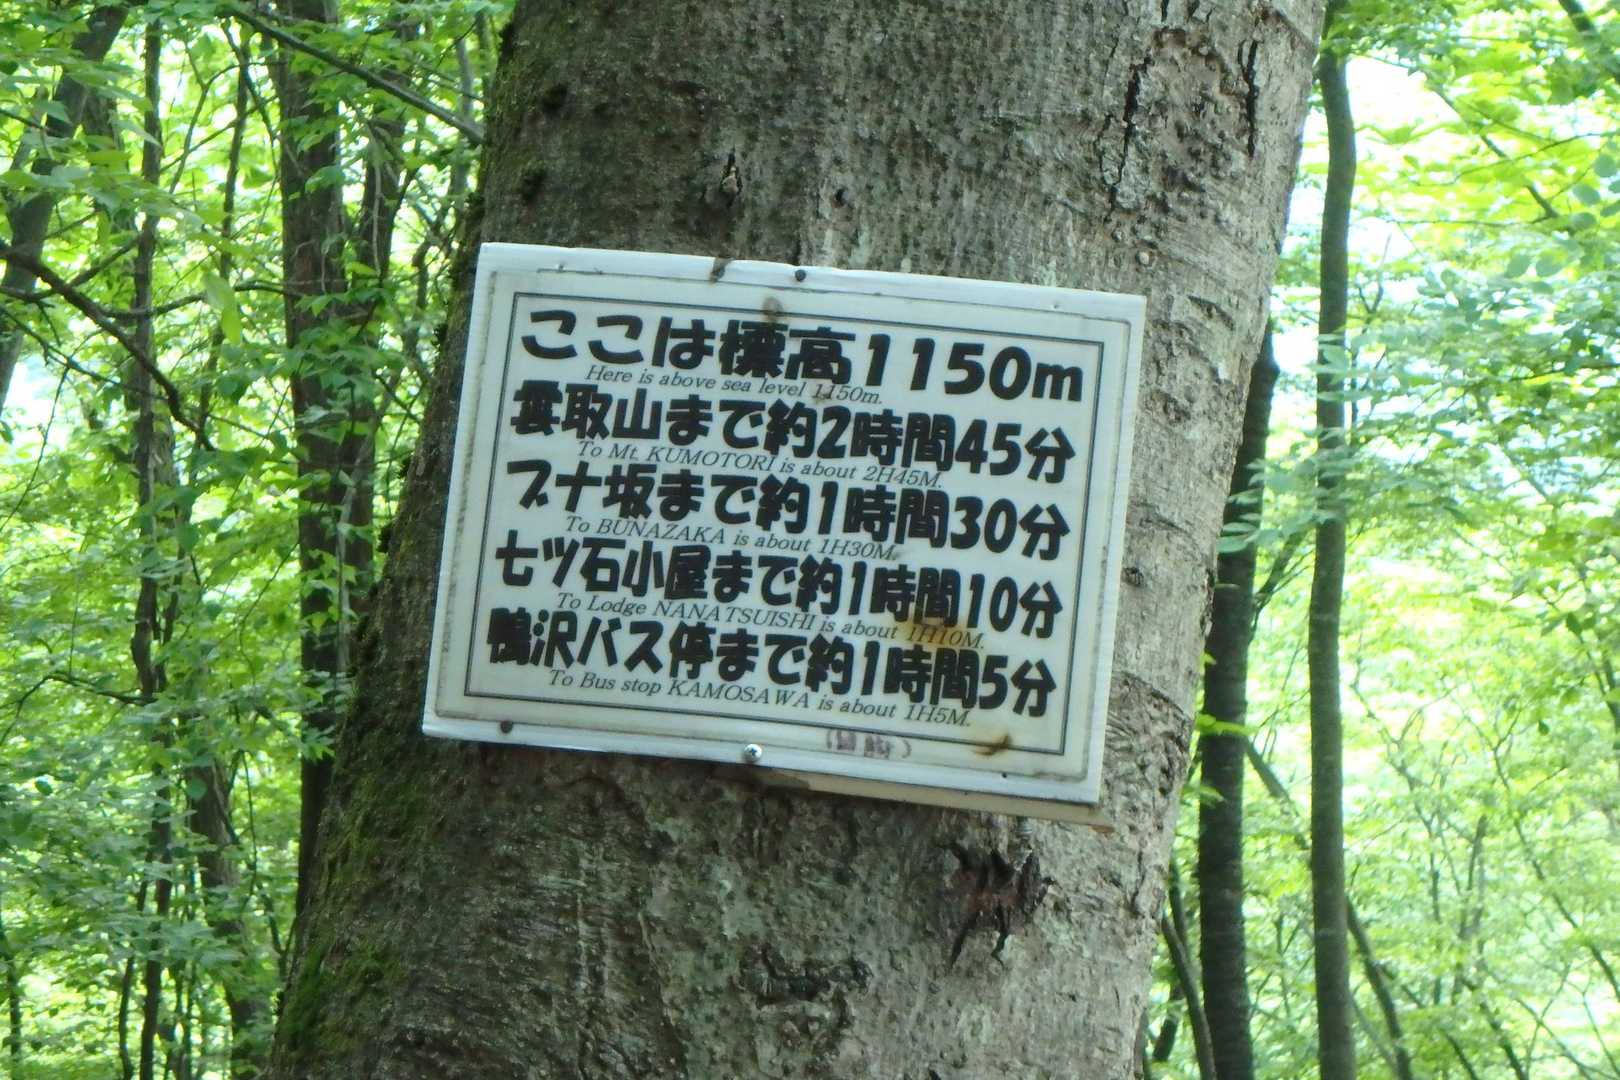 ここは標高1150m
Here is above sea level 1150m.
雲取山まで約2時間45分
To Mt. KUMOTORI is about 2H45M.
ブナ坂まで約1時間30分
To BUNAZAKA is about 1H30M.
七ツ石小屋まで約1時間10分
To Lodge NANATSUISHI is about 1H10M.
鴨沢バス停まで約1時間5分
To Bus stop KAMOSAWA is about 1H5M.